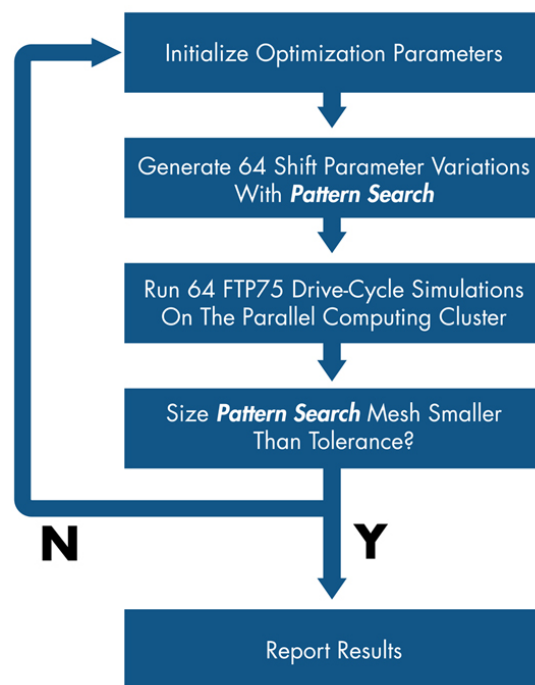 Initialize Optimization Parameters
Generate 64 Shift Parameter Variations
With Pattern Search
Run 64 FTP75 Drive-Cycle Simulations
On The Parallel Computing Cluster
Size Pattern Search Mesh Smaller
Than Tolerance?
N
Y
Report Results